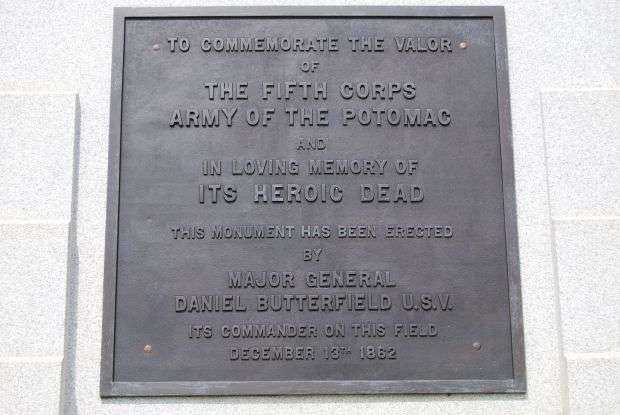 TO COMMEMORATE THE VALOR
OF
THE FIFTH CORPS
ARMY OF THE POTOMAC
AND
IN LOVING MEMORY OF
ITS HEROIC DEAD
THIS MONUMENT HAS BEEN ERECTED
BY
MAJOR GENERAL
DANIEL BUTTERFIELD U.S.V.
ITS COMMANDER ON THIS FIELD
DECEMBER 13TH 1862